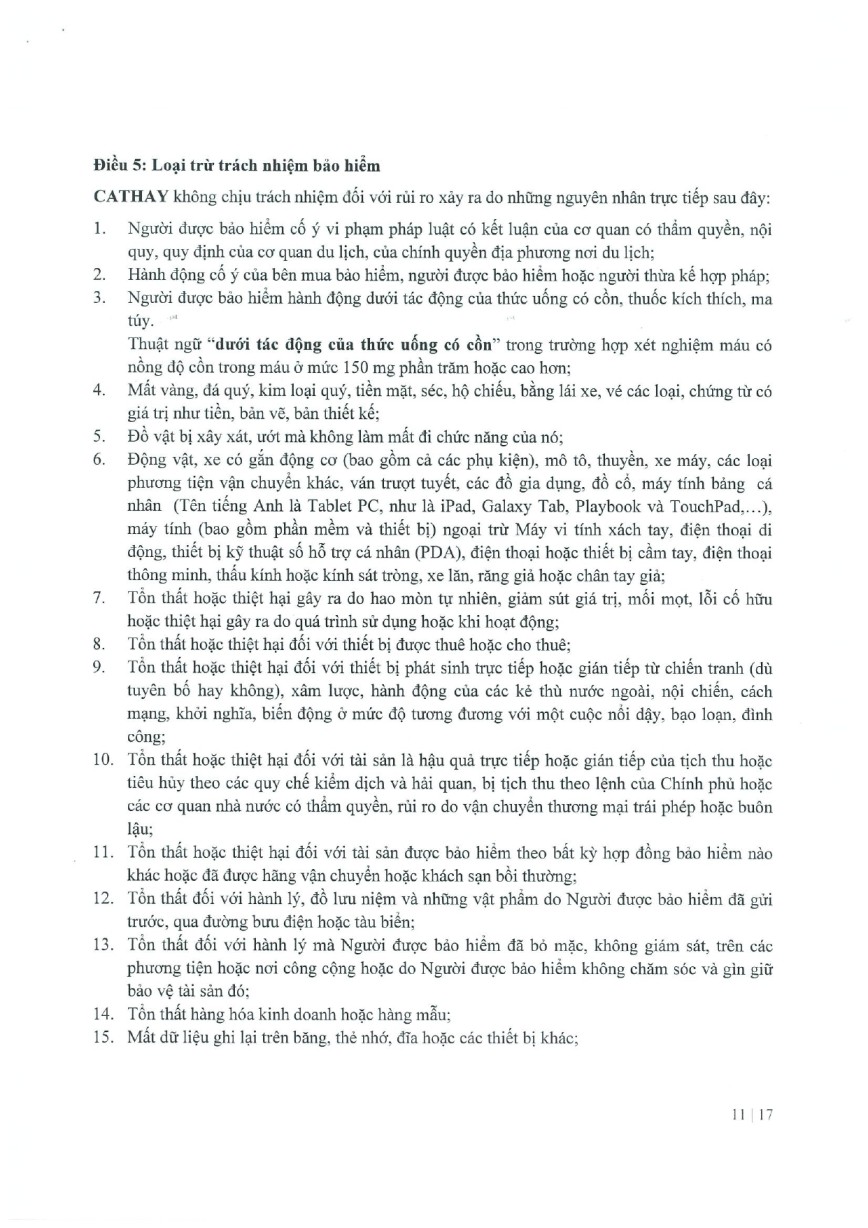 Điều 5: Loại trừ trách nhiệm bảo hiểm
CATHAY không chịu trách nhiệm đối với rủi ro xảy ra do những nguyên nhân trực tiếp sau đây:
1. Người được bảo hiểm cố ý vi phạm pháp luật có kết luận của cơ quan có thẩm quyền, nội
quy, quy định của cơ quan du lịch, của chính quyền địa phương nơi du lịch;
2. Hành động cố ý của bên mua bảo hiểm, người được bảo hiểm hoặc người thừa kế hợp pháp;
3. Người được bảo hiểm hành động dưới tác động của thức uống có cồn, thuốc kích thích, ma
túy.
Thuật ngữ “dưới tác động của thức uống có cồn” trong trường hợp xét nghiệm máu có
nồng độ cồn trong máu ở mức 150 mg phần trăm hoặc cao hơn;
4. Mất vàng, đá quý, kim loại quý, tiền mặt, séc, hộ chiếu, bằng lái xe, vé các loại, chứng từ có
giá trị như tiền, bản vẽ, bản thiết kế;
5. Đồ vật bị xây xát, ướt mà không làm mất đi chức năng của nó;
6. Động vật, xe có gắn động cơ (bao gồm cả các phụ kiện), mô tô, thuyền, xe máy, các loại
phương tiện vận chuyển khác, ván trượt tuyết, các đồ gia dụng, đồ cổ, máy tính bảng cá
nhân (Tên tiếng Anh là Tablet PC, như là iPad, Galaxy Tab, Playbook và TouchPad,...),
máy tính (bao gồm phần mềm và thiết bị) ngoại trừ Máy vi tính xách tay, điện thoại di
động, thiết bị kỹ thuật số hỗ trợ cá nhân (PDA), điện thoại hoặc thiết bị cầm tay, điện thoại
thông minh, thấu kính hoặc kính sát tròng, xe lăn, răng giả hoặc chân tay giả;
7. Tổn thất hoặc thiệt hại gây ra do hao mòn tự nhiên, giảm sút giá trị, mối mọt, lỗi cố hữu
hoặc thiệt hại gây ra do quá trình sử dụng hoặc khi hoạt động;
8. Tổn thất hoặc thiệt hại đối với thiết bị được thuê hoặc cho thuê;
9. Tổn thất hoặc thiệt hại đối với thiết bị phát sinh trực tiếp hoặc gián tiếp từ chiến tranh (dù
tuyên bố hay không), xâm lược, hành động của các kẻ thù nước ngoài, nội chiến, cách
mạng, khởi nghĩa, biến động ở mức độ tương đương với một cuộc nổi dậy, bạo loạn, đình
công;
10. Tổn thất hoặc thiệt hại đối với tài sản là hậu quả trực tiếp hoặc gián tiếp của tịch thu hoặc
tiêu hủy theo các quy chế kiểm dịch và hải quan, bị tịch thu theo lệnh của Chính phủ hoặc
các cơ quan nhà nước có thẩm quyền, rủi ro do vận chuyển thương mại trái phép hoặc buôn
lậu;
11. Tổn thất hoặc thiệt hại đối với tài sản được bảo hiểm theo bất kỳ hợp đồng bảo hiểm nào
khác hoặc đã được hãng vận chuyển hoặc khách sạn bồi thường;
12. Tổn thất đối với hành lý, đồ lưu niệm và những vật phẩm do Người được bảo hiểm đã gửi
trước, qua đường bưu điện hoặc tàu biển;
13. Tổn thất đối với hành lý mà Người được bảo hiểm đã bỏ mặc, không giám sát, trên các
phương tiện hoặc nơi công cộng hoặc do Người được bảo hiểm không chăm sóc và gìn giữ
bảo vệ tài sản đó;
14. Tổn thất hàng hóa kinh doanh hoặc hàng mẫu;
15. Mất dữ liệu ghi lại trên băng, thẻ nhớ, đĩa hoặc các thiết bị khác;
11 | 17